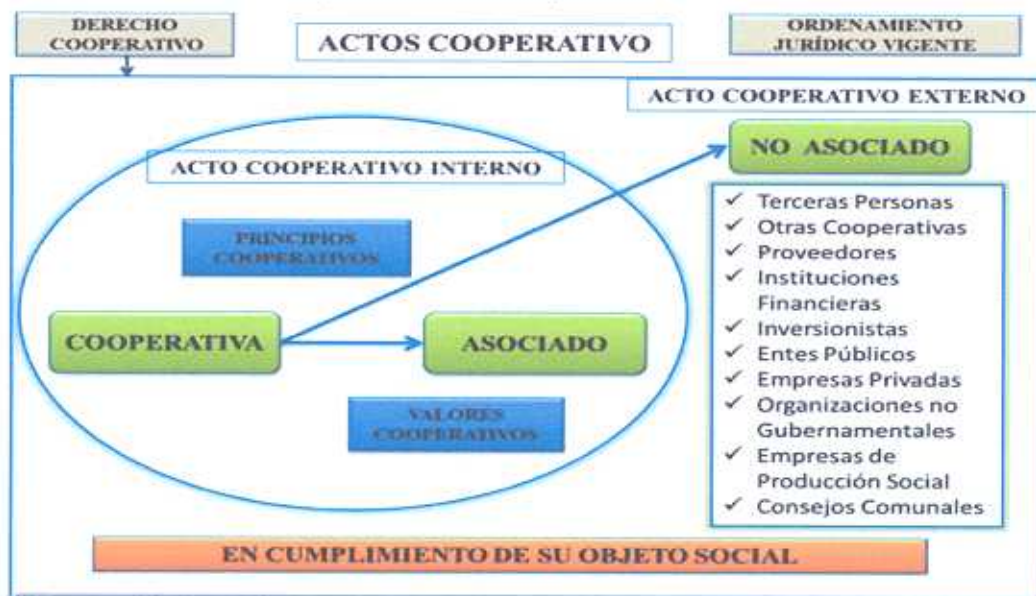 DERECHO
COOPERATIVO
ACTOS COOPERATIVO
ORDENAMIENTO
JURÍDICO VIGENTE
ACTO COOPERATIVO EXTERNO
NO ASOCIADO
ACTO COOPERATIVO INTERNO
PRINCIPIOS
COOPERATIVOS
COOPERATIVA
ASOCIADO
VALORES
COOPERATIVOS
✓ Terceras Personas
✓ Otras Cooperativas
✓ Proveedores
✓ Instituciones
Financieras
✓ Inversionistas
✓ Entes Públicos
✓ Empresas Privadas
✓ Organizaciones no
Gubernamentales
✓ Empresas de
Producción Social
✓ Consejos Comunales
EN CUMPLIMIENTO DE SU OBJETO SOCIAL